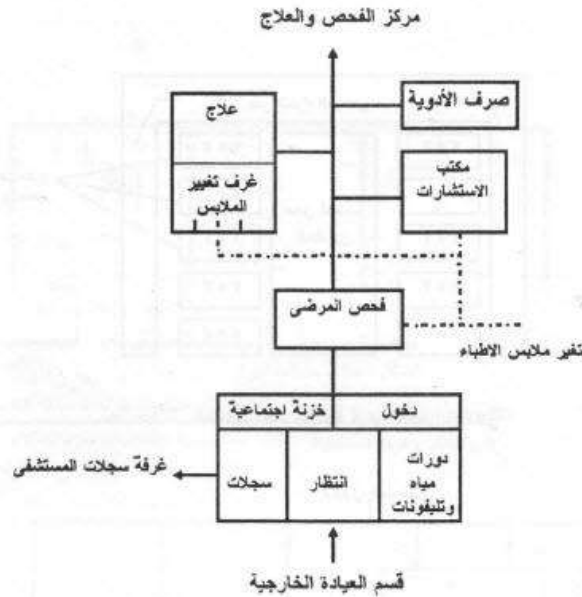 مركز الفحص والعلاج
علاج
صرف الأدوية
غرف تغيير
الملابس
مكتب
الاستشارات
فحص المرضى
تغير ملابس الاطباء
دخول
خزنة اجتماعية
دورات
مياه
وتليفونات
انتظار
سجلات
غرفة سجلات المستشفى
قسم العيادة الخارجية